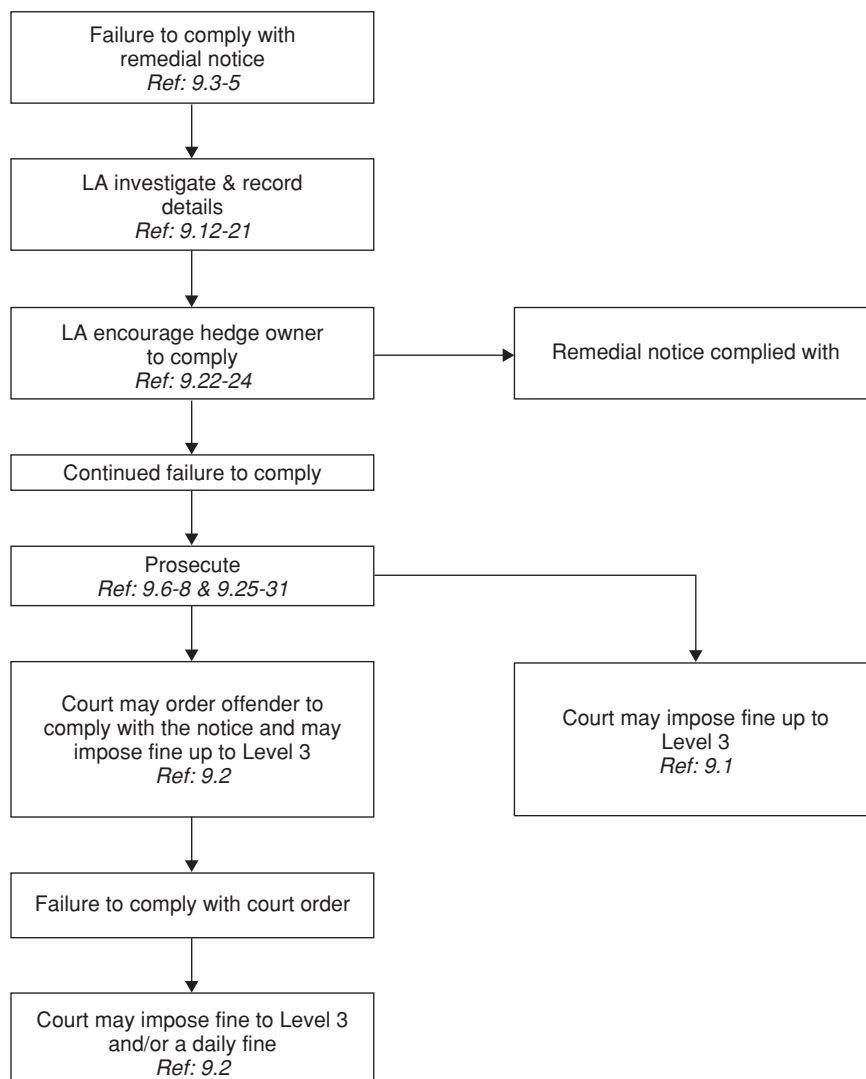 Failure to comply with
remedial notice
Ref: 9.3-5
LA investigate & record
details
Ref: 9.12-21
LA encourage hedge owner
to comply
Ref: 9.22-24
Remedial notice complied with
Continued failure to comply
Prosecute
Ref: 9.6-8 & 9.25-31
Court may order offender to
comply with the notice and may
impose fine up to Level 3
Ref: 9.2
Court may impose fine up to
Level 3
Ref: 9.1
Failure to comply with court order
Court may impose fine to Level 3
and/or a daily fine
Ref: 9.2